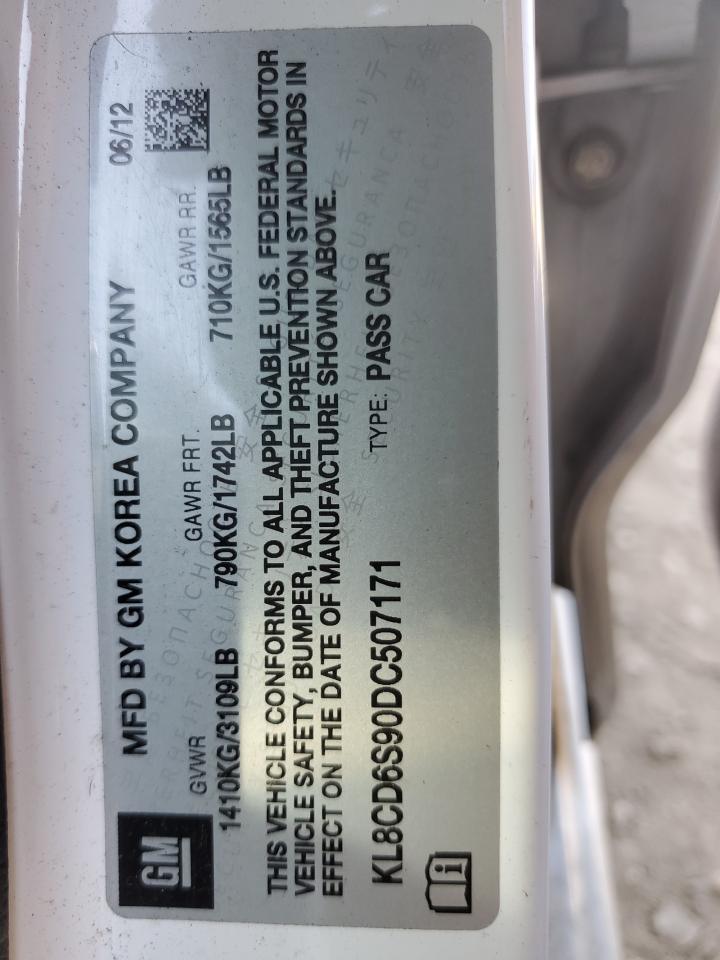 GM
MFD BY GM KOREA COMPANY 06/12
GVWR GAWR FRT. GAWR RR.
1410KG/3109LB 790KG/1742LB 710KG/1565LB
THIS VEHICLE CONFORMS TO ALL APPLICABLE U.S. FEDERAL MOTOR
VEHICLE SAFETY, BUMPER, AND THEFT PREVENTION STANDARDS IN
EFFECT ON THE DATE OF MANUFACTURE SHOWN ABOVE.
KL8CD6S90DC507171 TYPE: PASS CAR